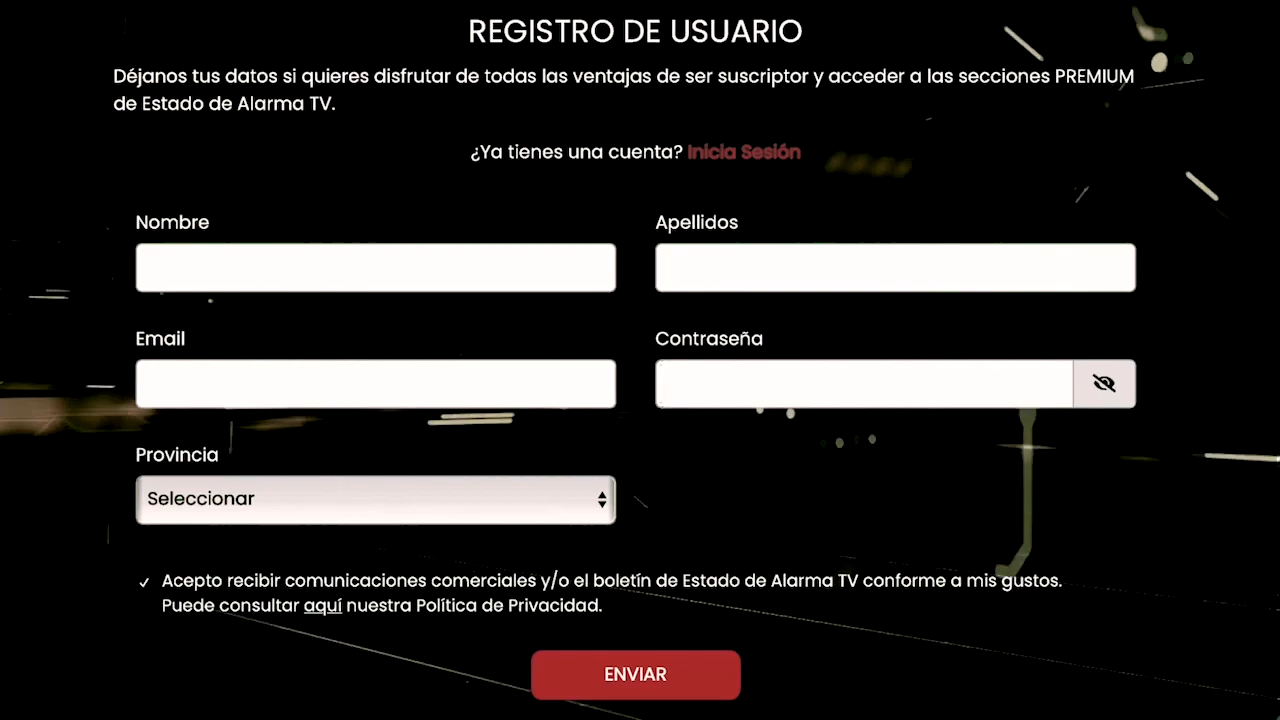 REGISTRO DE USUARIO
Déjanos tus datos si quieres disfrutar de todas las ventajas de ser suscriptor y acceder a las secciones PREMIUM
de Estado de Alarma TV.
¿Ya tienes una cuenta? Inicia Sesión
Nombre
Apellidos
Email
Contraseña
Provincia
Seleccionar
Acepto recibir comunicaciones comerciales y/o el boletín de Estado de Alarma TV conforme a mis gustos.
Puede consultar aquí nuestra Política de Privacidad.
ENVIAR